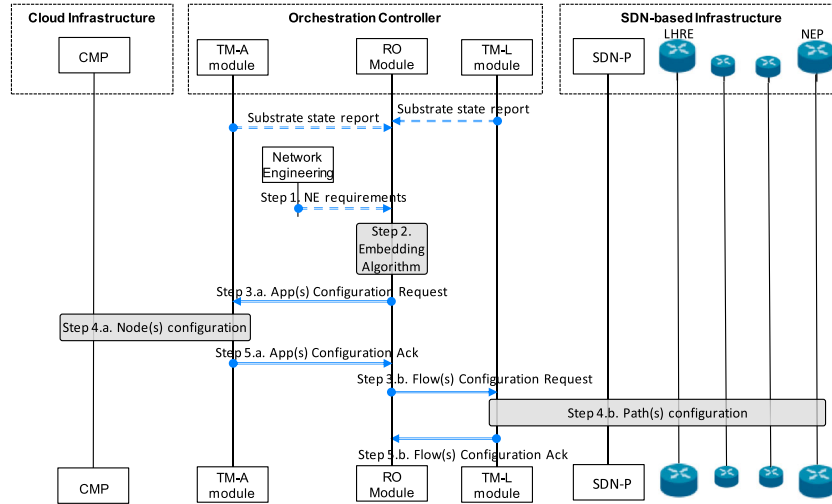 Cloud Infrastructure
Orchestration Controller
SDN-based Infrastructure
CMP
TM-A
module
RO
Module
TM-L
module
SDN-P
LHRE
NEP
Substrate state report
Substrate state report
Network
Engineering
Step 1. NE requirements
Step 2.
Embedding
Algorithm
Step 3.a. App(s) Configuration Request
Step 4.a. Node(s) configuration
Step 5.a. App(s) Configuration Ack
Step 3.b. Flow(s) Configuration Request
Step 4.b. Path(s) configuration
Step 5.b. Flow(s) Configuration Ack
CMP
TM-A
module
RO
Module
TM-L
module
SDN-P